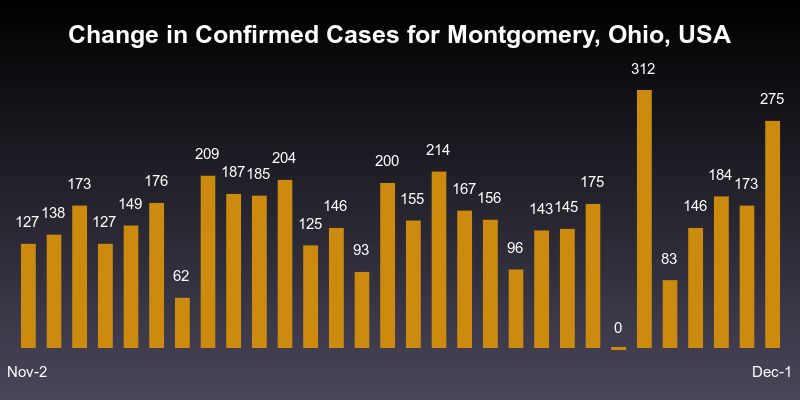 Change in Confirmed Cases for Montgomery, Ohio, USA
127 138 173 127 149 176 62 209 187 185 204 125 146 93 200 155 214 167 156 96 143 145 175 0 312 83 146 184 173 275
Nov-2 Dec-1